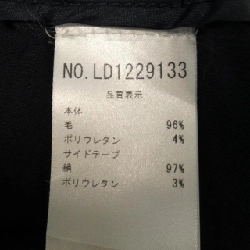 NO.LD1229133
品質表示
本体
毛 96%
ポリウレタン 4%
サイドテープ
絹 97%
ポリウレタン 3%